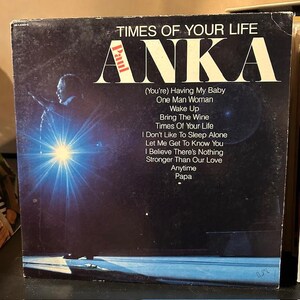 TIMES OF YOUR LIFE
Paul
ANKA
(You're) Having My Baby
One Man Woman
Wake Up
Bring The Wine
Times Of Your Life
I Don't Like To Sleep Alone
Let Me Get To Know You
I Believe There's Nothing
Stronger Than Our Love
Anytime
Papa